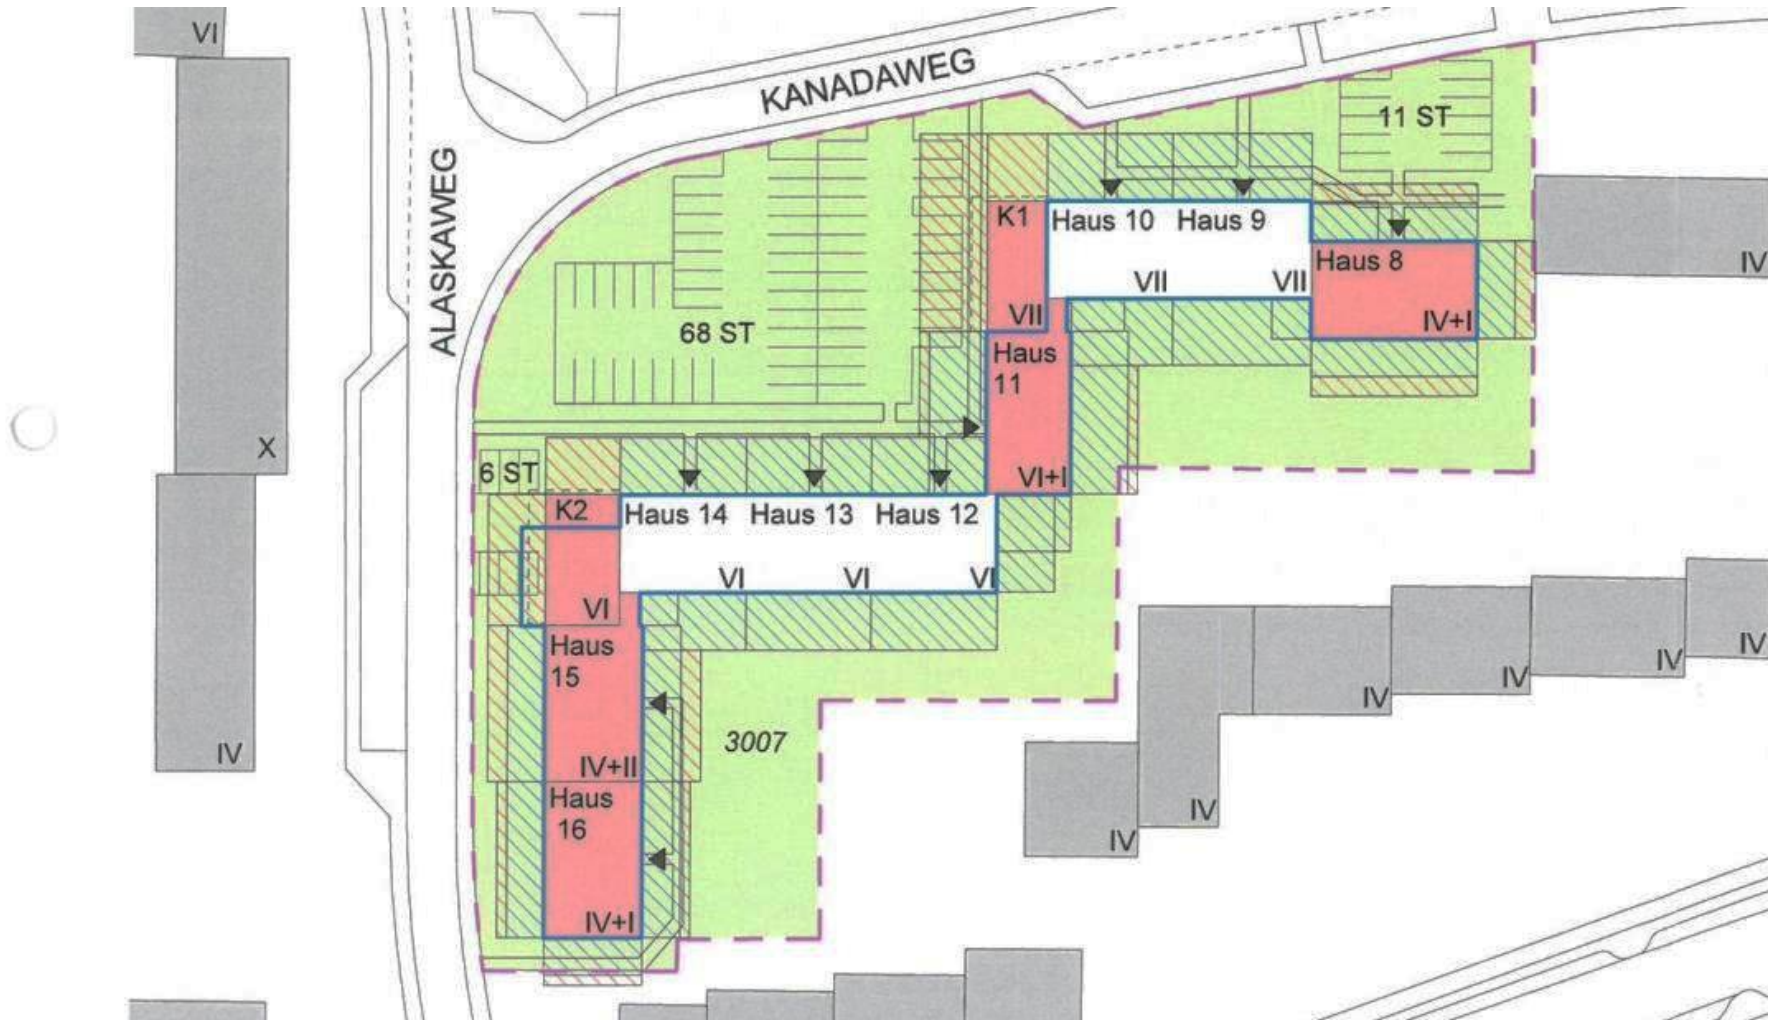 VI
KANADAWEG
11 ST
ALASKAWEG
K1
Haus 10
Haus 9
Haus 8
IV
VII
VII
VII
IV+I
68 ST
Haus
11
X
6 ST
VI+I
K2
Haus 14
Haus 13
Haus 12
VI
VI
VI
VI
Haus
15
IV
IV
IV
IV
IV
3007
IV
IV+II
Haus
16
IV
IV
IV+I